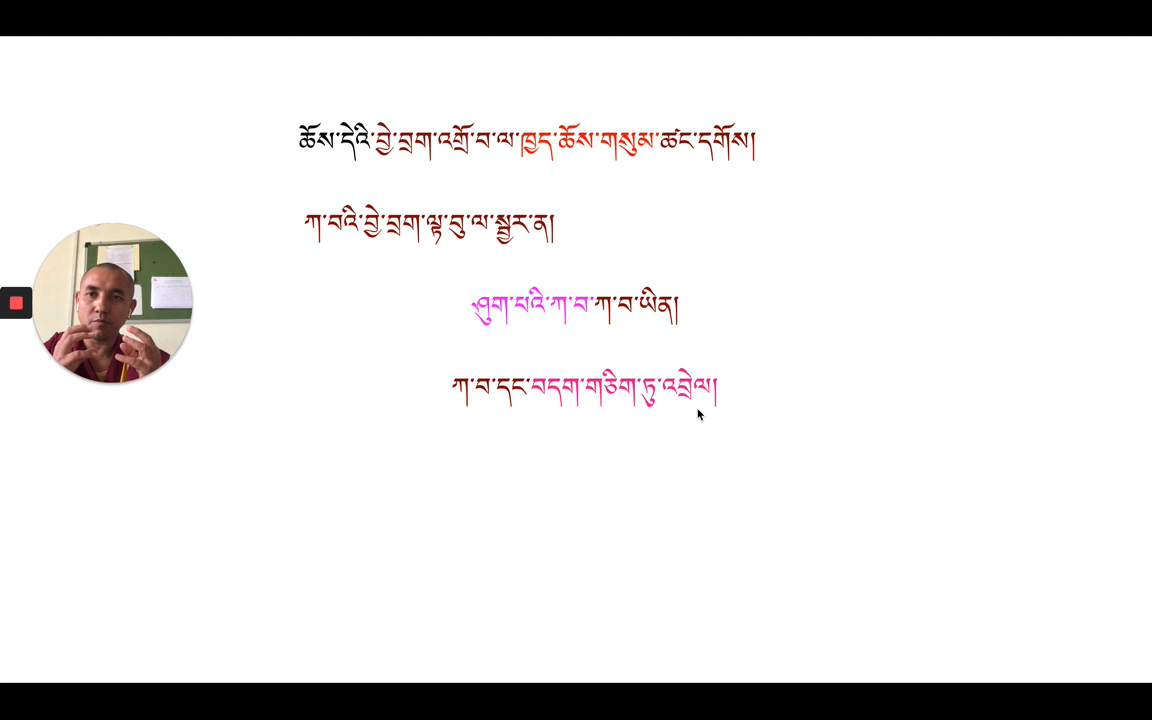 ཆོས་དེའི་བྱེ་བྲག་འགྲོ་བ་ལ་ཁྱད་ཆོས་གསུམ་ཚང་དགོས།
ཀ་བའི་བྱེ་བྲག་ལྟ་བུ་ལ་སྦྱར་ན།
ཤུག་པའི་ཀ་བ་ཀ་བ་ཡིན།
ཀ་བ་དང་བདག་གཅིག་ཏུ་འབྲེལ།